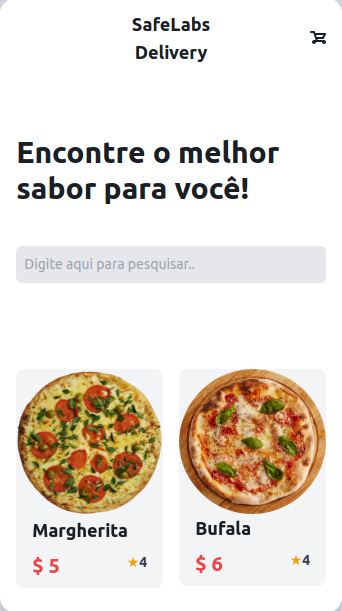 SafeLabs
Delivery
Encontre o melhor
sabor para você!
Digite aqui para pesquisar..
Margherita
$ 5
★4
Bufala
$ 6
★4